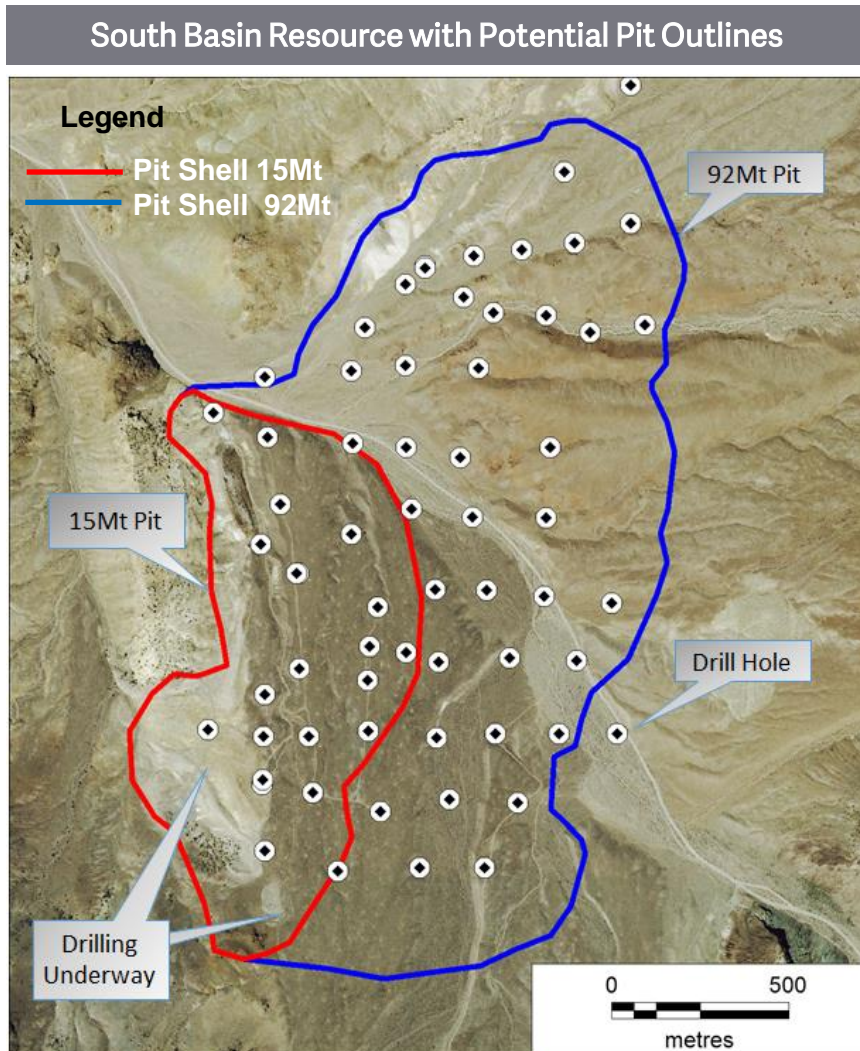 South Basin Resource with Potential Pit Outlines
Legend
Pit Shell 15Mt
Pit Shell 92Mt
92Mt Pit
15Mt Pit
Drill Hole
Drilling
Underway
0 500
metres